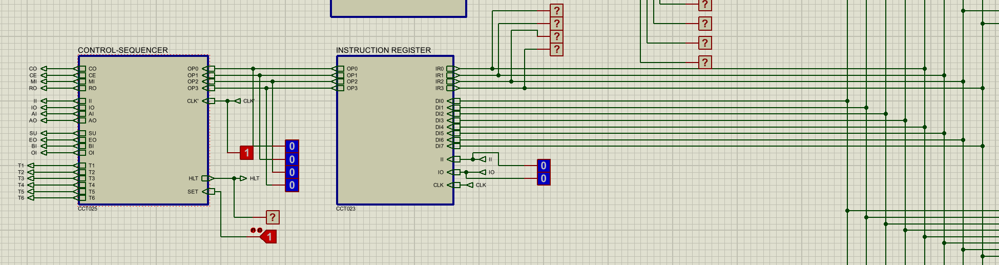 ?
?
?
?
?
?
?
?
CONTROL-SEQUENCER
INSTRUCTION REGISTER
CO CO OP0 OP0 IR0
CE CE OP1 OP1 IR1
MI MI OP2 OP2 IR2
RO RO OP3 OP3 IR3
II II CLK' CLK' DI0
IO IO DI1
AI AI DI2
AO AO DI3
DI4
SU SU DI5
EO EO DI6
BI BI 0 DI7
OI OI 1
0 II II
T1 T1 0
T2 T2 0 IO IO
T3 T3 HLT HLT 0
T4 T4 0 CLK CLK
T5 T5 SET
T6 T6
CCT025 CCT023
?
1